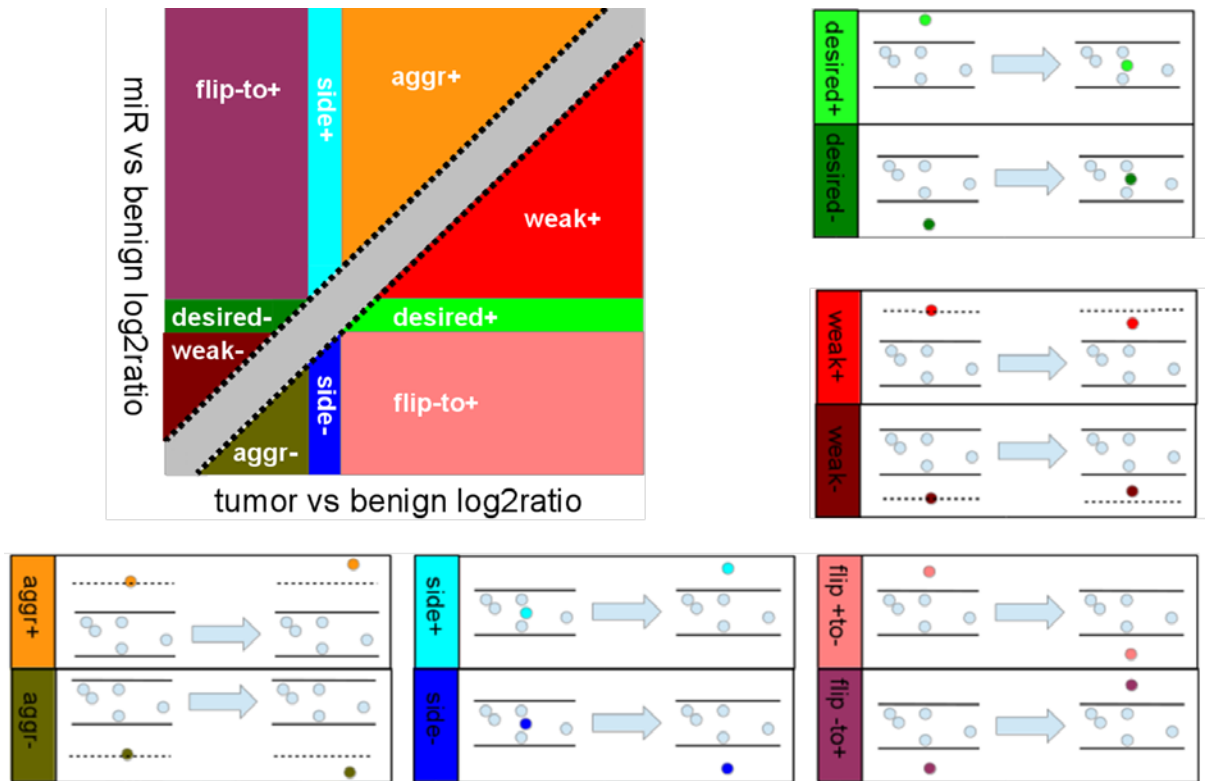 miR vs benign log2ratio
flip-to+
side+
aggr+
weak+
desired-
desired+
weak-
side-
flip-to+
aggr-
tumor vs benign log2ratio
desired+
desired-
weak+
weak-
aggr+
aggr-
side+
side-
flip +to-
flip -to+